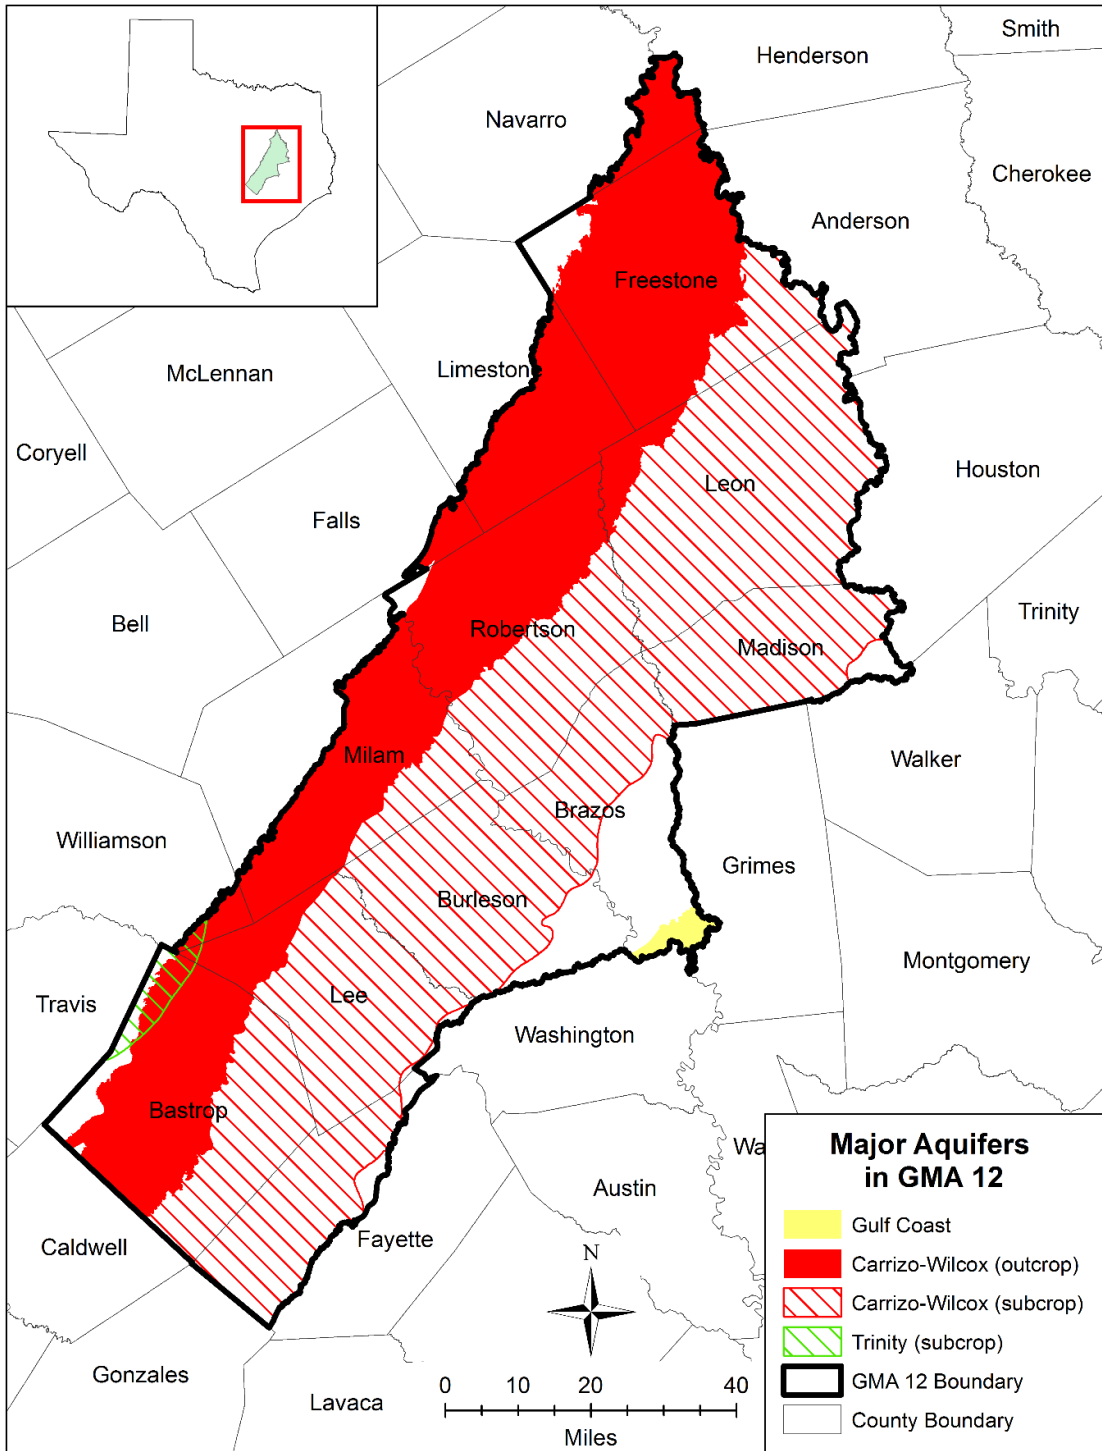 Smith
Henderson
Navarro
Cherokee
Anderson
Freestone
McLennan
Limestone
Coryell
Leon
Houston
Falls
Bell
Trinity
Robertson
Madison
Milam
Walker
Brazos
Williamson
Grimes
Burleson
Montgomery
Lee
Travis
Washington
Bastrop
Wa
Austin
Fayette
Caldwell
Gonzales
Lavaca
N
0 10 20 40
Miles
Major Aquifers
in GMA 12
Gulf Coast
Carrizo-Wilcox (outcrop)
Carrizo-Wilcox (subcrop)
Trinity (subcrop)
GMA 12 Boundary
County Boundary